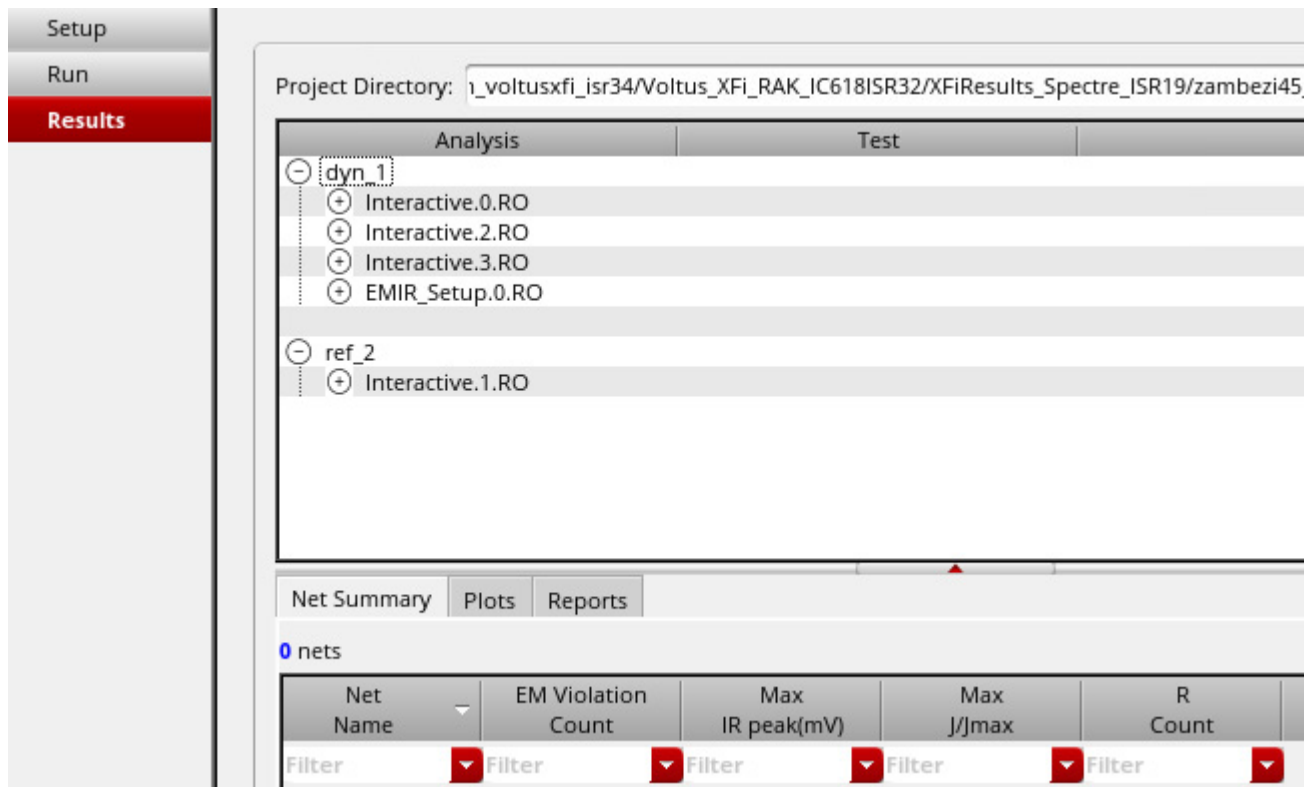 Setup
Run
Results
Project Directory: _voltusxfi_isr34/Voltus_XFi_RAK_IC618ISR32/XFiResults_Spectre_ISR19/zambezi45_
Analysis Test
dyn_1
Interactive.0.RO
Interactive.2.RO
Interactive.3.RO
EMIR_Setup.0.RO
ref_2
Interactive.1.RO
Net Summary Plots Reports
0 nets
Net Name EM Violation Count Max IR peak(mV) Max J/Jmax R Count
Filter Filter Filter Filter Filter